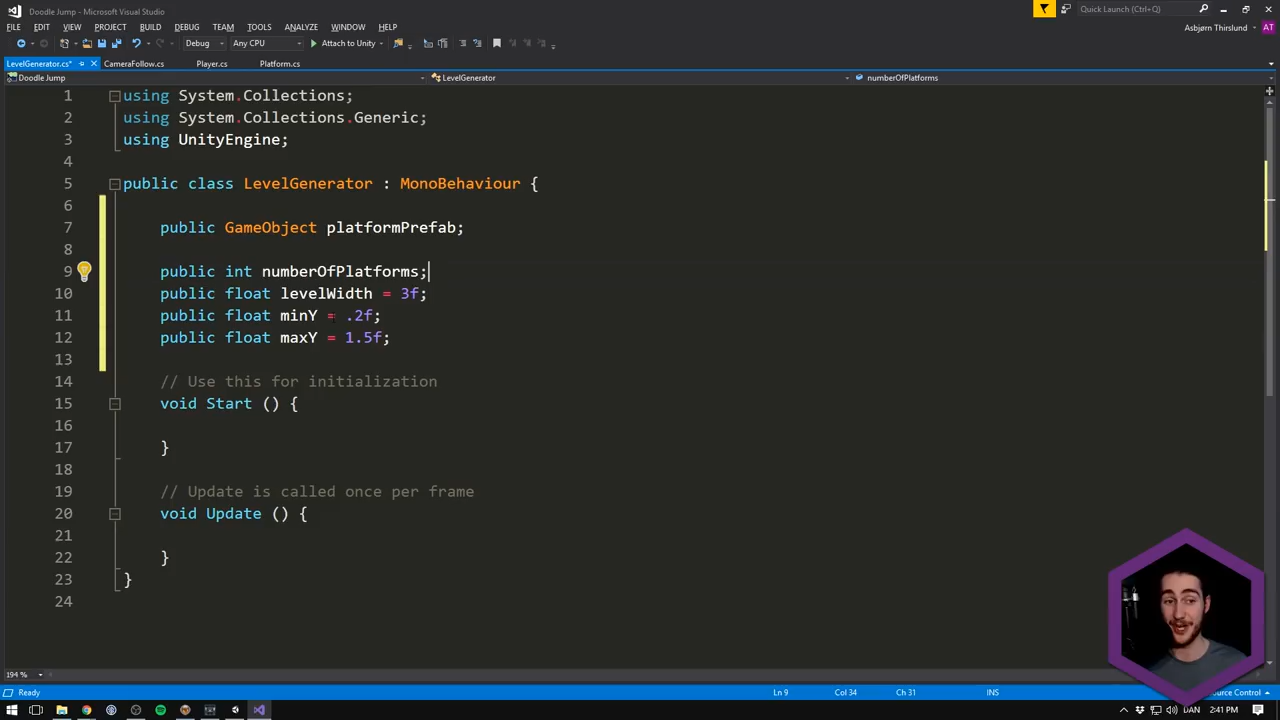 Doodle Jump - Microsoft Visual Studio
Quick Launch (Ctrl+Q)
FILE EDIT VIEW PROJECT BUILD DEBUG TEAM TOOLS ANALYZE WINDOW HELP
Asbjørn Thirslund AT
Debug Any CPU Attach to Unity
LevelGenerator.cs* CameraFollow.cs Player.cs Platform.cs
Doodle Jump LevelGenerator numberOfPlatforms
1 using System.Collections;
2 using System.Collections.Generic;
3 using UnityEngine;
4
5 public class LevelGenerator : MonoBehaviour {
6
7 public GameObject platformPrefab;
8
9 public int numberOfPlatforms;
10 public float levelWidth = 3f;
11 public float minY = .2f;
12 public float maxY = 1.5f;
13
14 // Use this for initialization
15 void Start () {
16
17 }
18
19 // Update is called once per frame
20 void Update () {
21
22 }
23 }
24
194 %
Ready Ln 9 Col 34 Ch 31 INS ource Control
DAN 2:41 PM